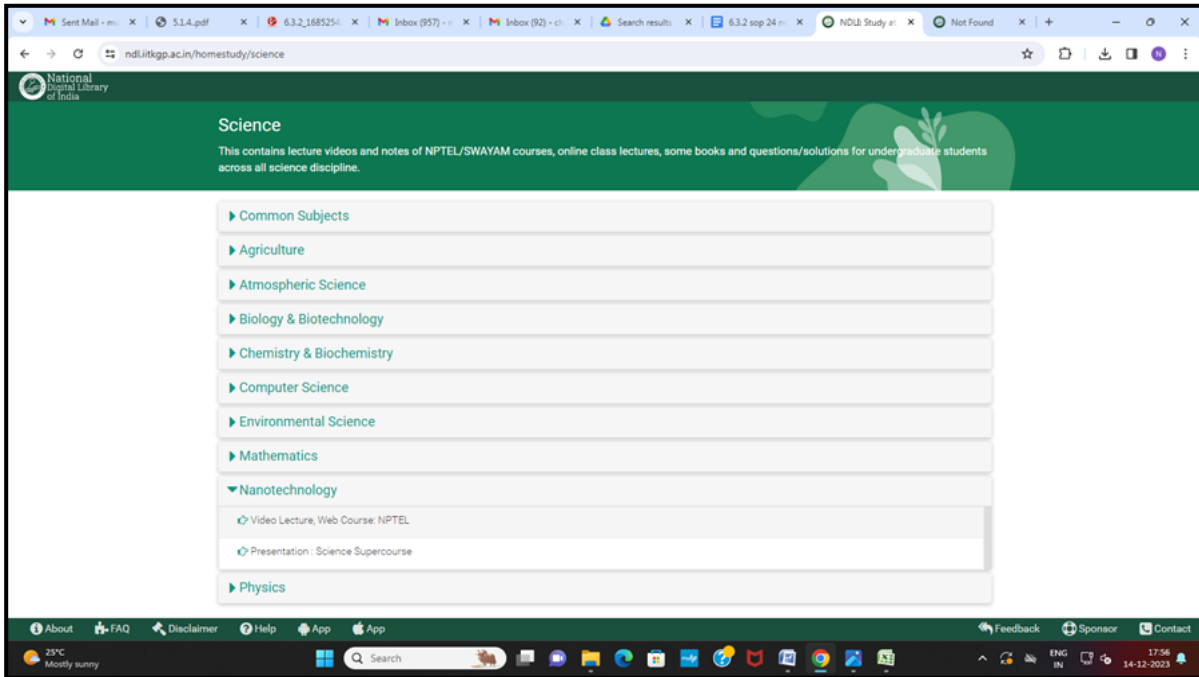 Sent Mail - mo
5.1.4..pdf
6.3.2_1685254
Inbox (957) - n
Inbox (92) - ch
Search results
6.3.2 sop 24 n
NDLI: Study at
Not Found
ndl.iitkgp.ac.in/homestudy/science
N
National
Digital Library
of India
Science
This contains lecture videos and notes of NPTEL/SWAYAM courses, online class lectures, some books and questions/solutions for undergraduate students
across all science discipline.
Common Subjects
Agriculture
Atmospheric Science
Biology & Biotechnology
Chemistry & Biochemistry
Computer Science
Environmental Science
Mathematics
Nanotechnology
Video Lecture, Web Course: NPTEL
Presentation : Science Supercourse
Physics
About FAQ Disclaimer Help App App Feedback Sponsor Contact
25°C
Mostly sunny
Search
ENG
IN
17:56
14-12-2023